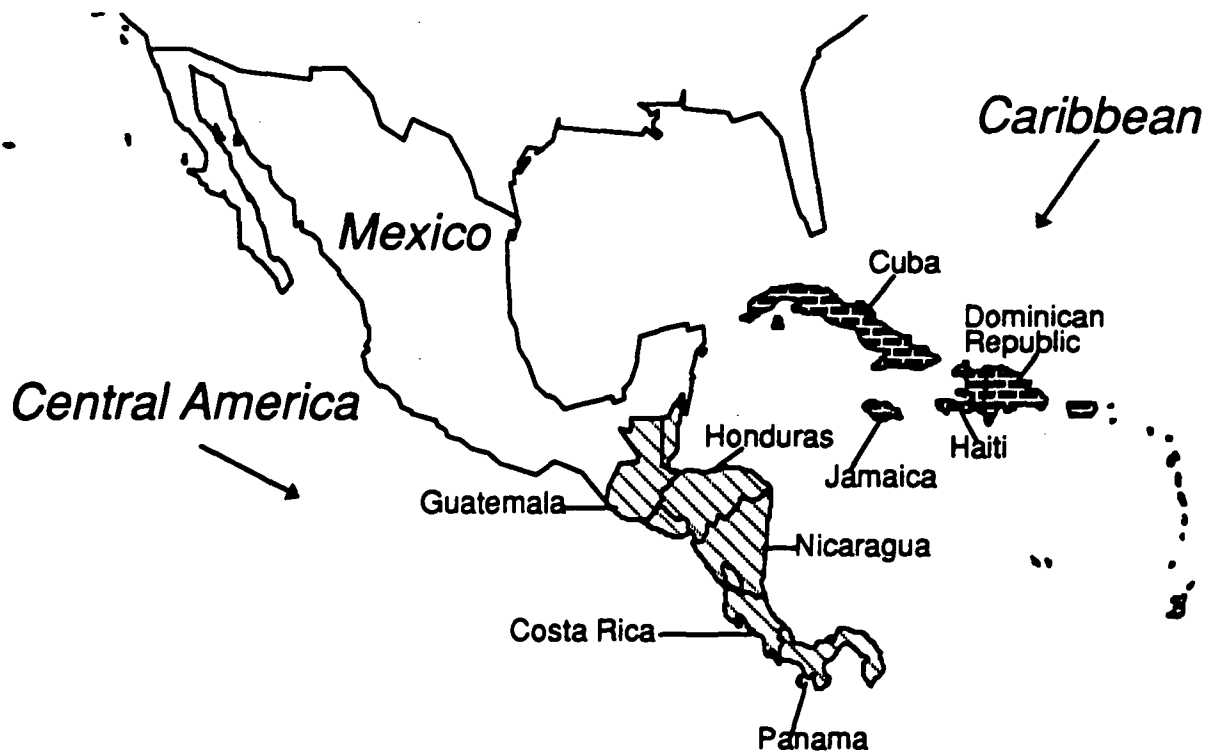 Caribbean
Mexico
Cuba
Dominican
Republic
Central America
Honduras
Haiti
Jamaica
Guatemala
Nicaragua
Costa Rica
Panama